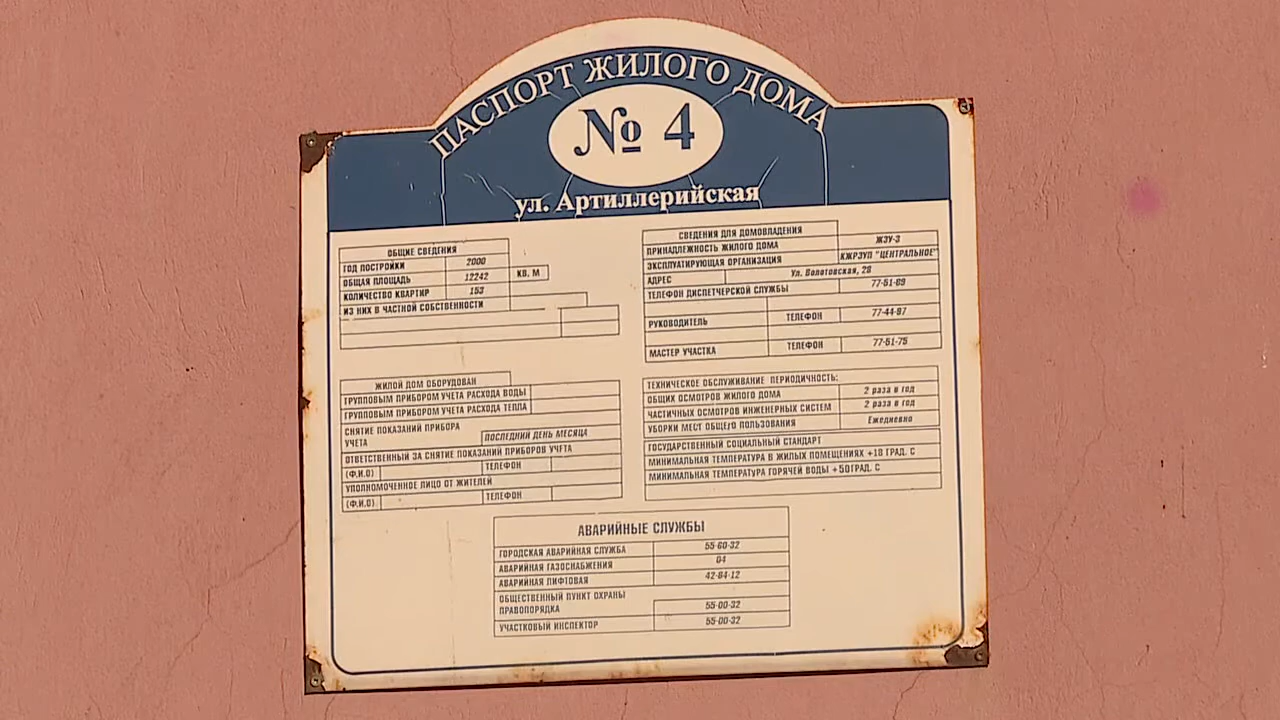 ПАСПОРТ ЖИЛОГО ДОМА
№ 4
ул. Артиллерийская
ОБЩИЕ СВЕДЕНИЯ
ГОД ПОСТРОЙКИ 2000
ОБЩАЯ ПЛОЩАДЬ 12242 КВ. М
КОЛИЧЕСТВО КВАРТИР 153
ИЗ НИХ В ЧАСТНОЙ СОБСТВЕННОСТИ
СВЕДЕНИЯ ДЛЯ ДОМОВЛАДЕНИЯ
ПРИНАДЛЕЖНОСТЬ ЖИЛОГО ДОМА ЖЭУ-3
ЭКСПЛУАТИРУЮЩАЯ ОРГАНИЗАЦИЯ КЖРЭУП "ЦЕНТРАЛЬНОЕ"
АДРЕС Ул. Волотовская, 28
ТЕЛЕФОН ДИСПЕТЧЕРСКОЙ СЛУЖБЫ 77-51-69
РУКОВОДИТЕЛЬ ТЕЛЕФОН 77-44-97
МАСТЕР УЧАСТКА ТЕЛЕФОН 77-51-75
ЖИЛОЙ ДОМ ОБОРУДОВАН
ГРУППОВЫМ ПРИБОРОМ УЧЕТА РАСХОДА ВОДЫ
ГРУППОВЫМ ПРИБОРОМ УЧЕТА РАСХОДА ТЕПЛА
СНЯТИЕ ПОКАЗАНИЙ ПРИБОРА
УЧЕТА ПОСЛЕДНИЙ ДЕНЬ МЕСЯЦА
ОТВЕТСТВЕННЫЙ ЗА СНЯТИЕ ПОКАЗАНИЙ ПРИБОРОВ УЧЕТА
(Ф.И.О) ТЕЛЕФОН
УПОЛНОМОЧЕННОЕ ЛИЦО ОТ ЖИТЕЛЕЙ
(Ф.И.О) ТЕЛЕФОН
ТЕХНИЧЕСКОЕ ОБСЛУЖИВАНИЕ ПЕРИОДИЧНОСТЬ:
ОБЩИХ ОСМОТРОВ ЖИЛОГО ДОМА 2 раза в год
ЧАСТИЧНЫХ ОСМОТРОВ ИНЖЕНЕРНЫХ СИСТЕМ 2 раза в год
УБОРКИ МЕСТ ОБЩЕГО ПОЛЬЗОВАНИЯ Ежедневно
ГОСУДАРСТВЕННЫЙ СОЦИАЛЬНЫЙ СТАНДАРТ
МИНИМАЛЬНАЯ ТЕМПЕРАТУРА В ЖИЛЫХ ПОМЕЩЕНИЯХ +18 ГРАД. С
МИНИМАЛЬНАЯ ТЕМПЕРАТУРА ГОРЯЧЕЙ ВОДЫ +50ГРАД. С
АВАРИЙНЫЕ СЛУЖБЫ
ГОРОДСКАЯ АВАРИЙНАЯ СЛУЖБА 55-60-32
АВАРИЙНАЯ ГАЗОСНАБЖЕНИЯ 04
АВАРИЙНАЯ ЛИФТОВАЯ 42-84-12
ОБЩЕСТВЕННЫЙ ПУНКТ ОХРАНЫ
ПРАВОПОРЯДКА 55-00-32
УЧАСТКОВЫЙ ИНСПЕКТОР 55-00-32